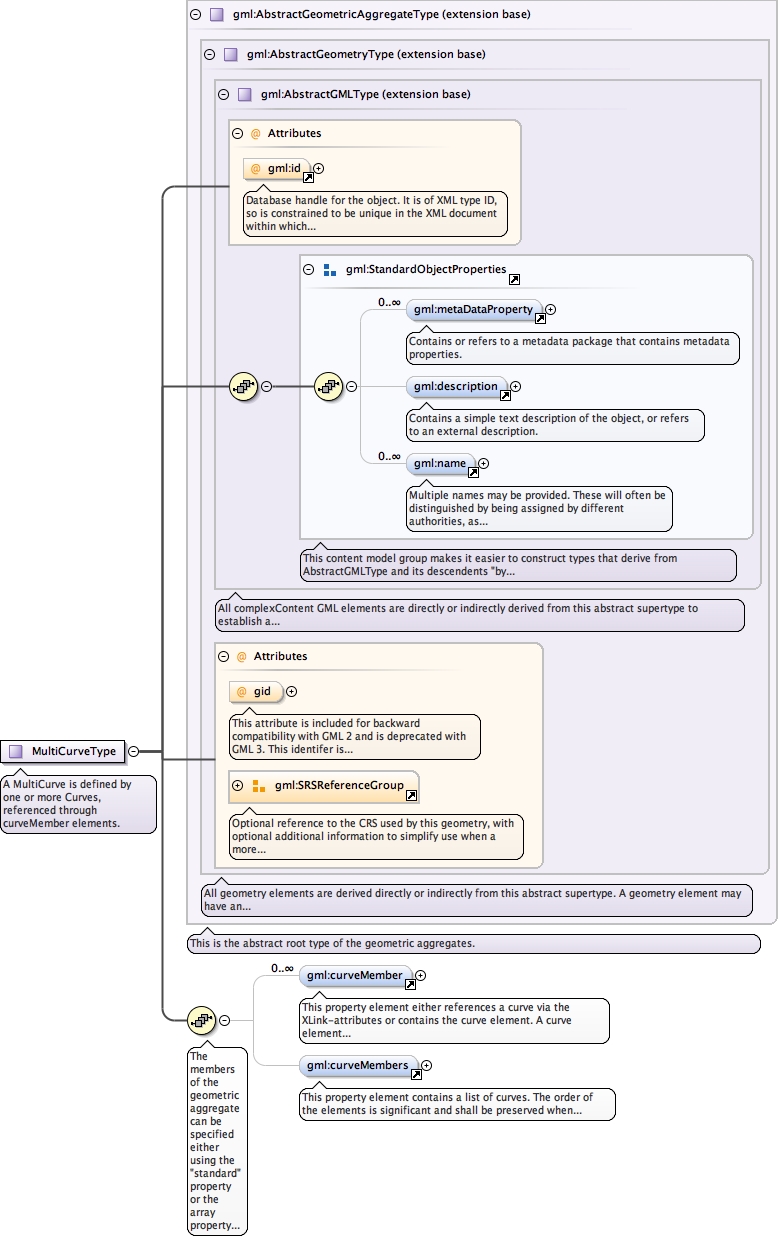 gml:AbstractGeometricAggregateType (extension base)
gml:AbstractGeometryType (extension base)
gml:AbstractGMLType (extension base)
@ Attributes
@ gml:id
Database handle for the object. It is of XML type ID,
so is constrained to be unique in the XML document
within which...
gml:StandardObjectProperties
0..∞
gml:metaDataProperty
Contains or refers to a metadata package that contains metadata
properties.
gml:description
Contains a simple text description of the object, or refers
to an external description.
0..∞
gml:name
Multiple names may be provided. These will often be
distinguished by being assigned by different
authorities, as...
This content model group makes it easier to construct types that derive from
AbstractGMLType and its descendents "by...
All complexContent GML elements are directly or indirectly derived from this abstract supertype to
establish a...
@ Attributes
@ gid
This attribute is included for backward
compatibility with GML 2 and is deprecated with
GML 3. This identifer is...
gml:SRSReferenceGroup
Optional reference to the CRS used by this geometry, with
optional additional information to simplify use when a
more...
MultiCurveType
A MultiCurve is defined by
one or more Curves,
referenced through
curveMember elements.
All geometry elements are derived directly or indirectly from this abstract supertype. A geometry element may
have an...
This is the abstract root type of the geometric aggregates.
0..∞
gml:curveMember
This property element either references a curve via the
XLink-attributes or contains the curve element. A curve
element...
gml:curveMembers
This property element contains a list of curves. The order of
the elements is significant and shall be preserved when...
The
members
of the
geometric
aggregate
can be
specified
either
using the
"standard"
property
or the
array
property...